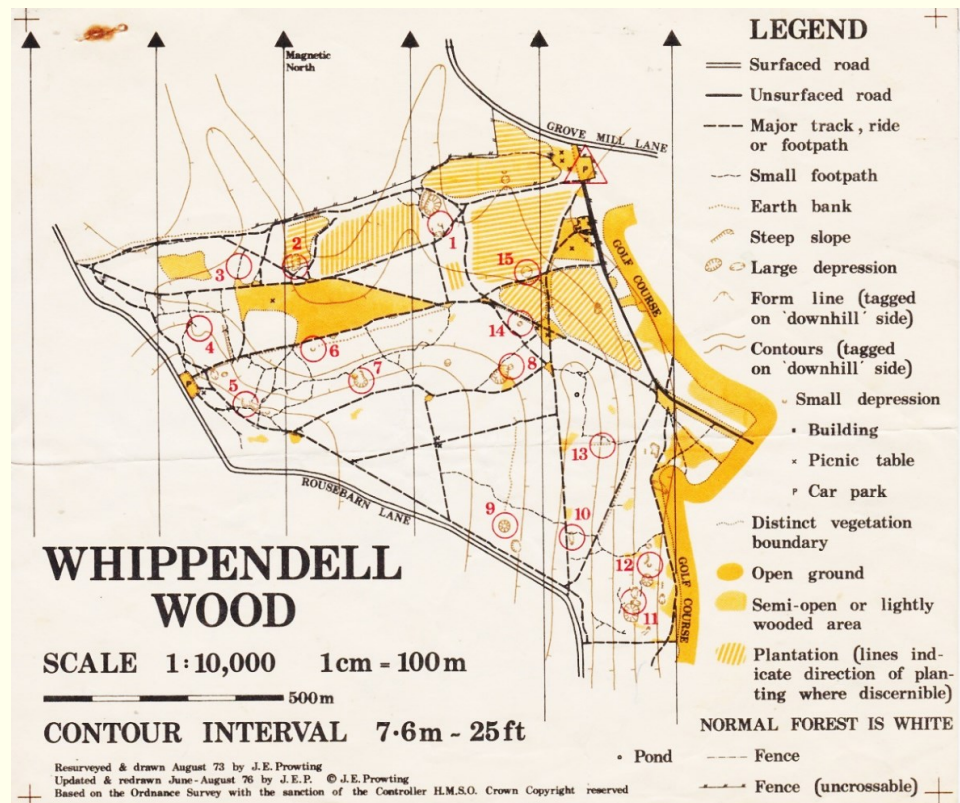 Magnetic
North
GROVE MILL LANE
P
1
2
3
15
GOLF COURSE
4
14
6
8
7
5
P
13
ROUSEBARN LANE
9
10
12
11
GOLF COURSE
WHIPPENDELL
WOOD
SCALE 1:10,000 1cm = 100m
500m
CONTOUR INTERVAL 7·6m ~ 25ft
Resurveyed & drawn August 73 by J.E.Prowting
Updated & redrawn June-August 76 by J.E.P. © J.E.Prowting
Based on the Ordnance Survey with the sanction of the Controller H.M.S.O. Crown Copyright reserved
LEGEND
Surfaced road
Unsurfaced road
Major track, ride
or footpath
Small footpath
Earth bank
Steep slope
Large depression
Form line (tagged
on 'downhill' side)
Contours (tagged
on 'downhill' side)
Small depression
Building
Picnic table
P Car park
Distinct vegetation
boundary
Open ground
Semi-open or lightly
wooded area
Plantation (lines ind-
icate direction of plan-
ting where discernible)
NORMAL FOREST IS WHITE
Pond
Fence
Fence (uncrossable)